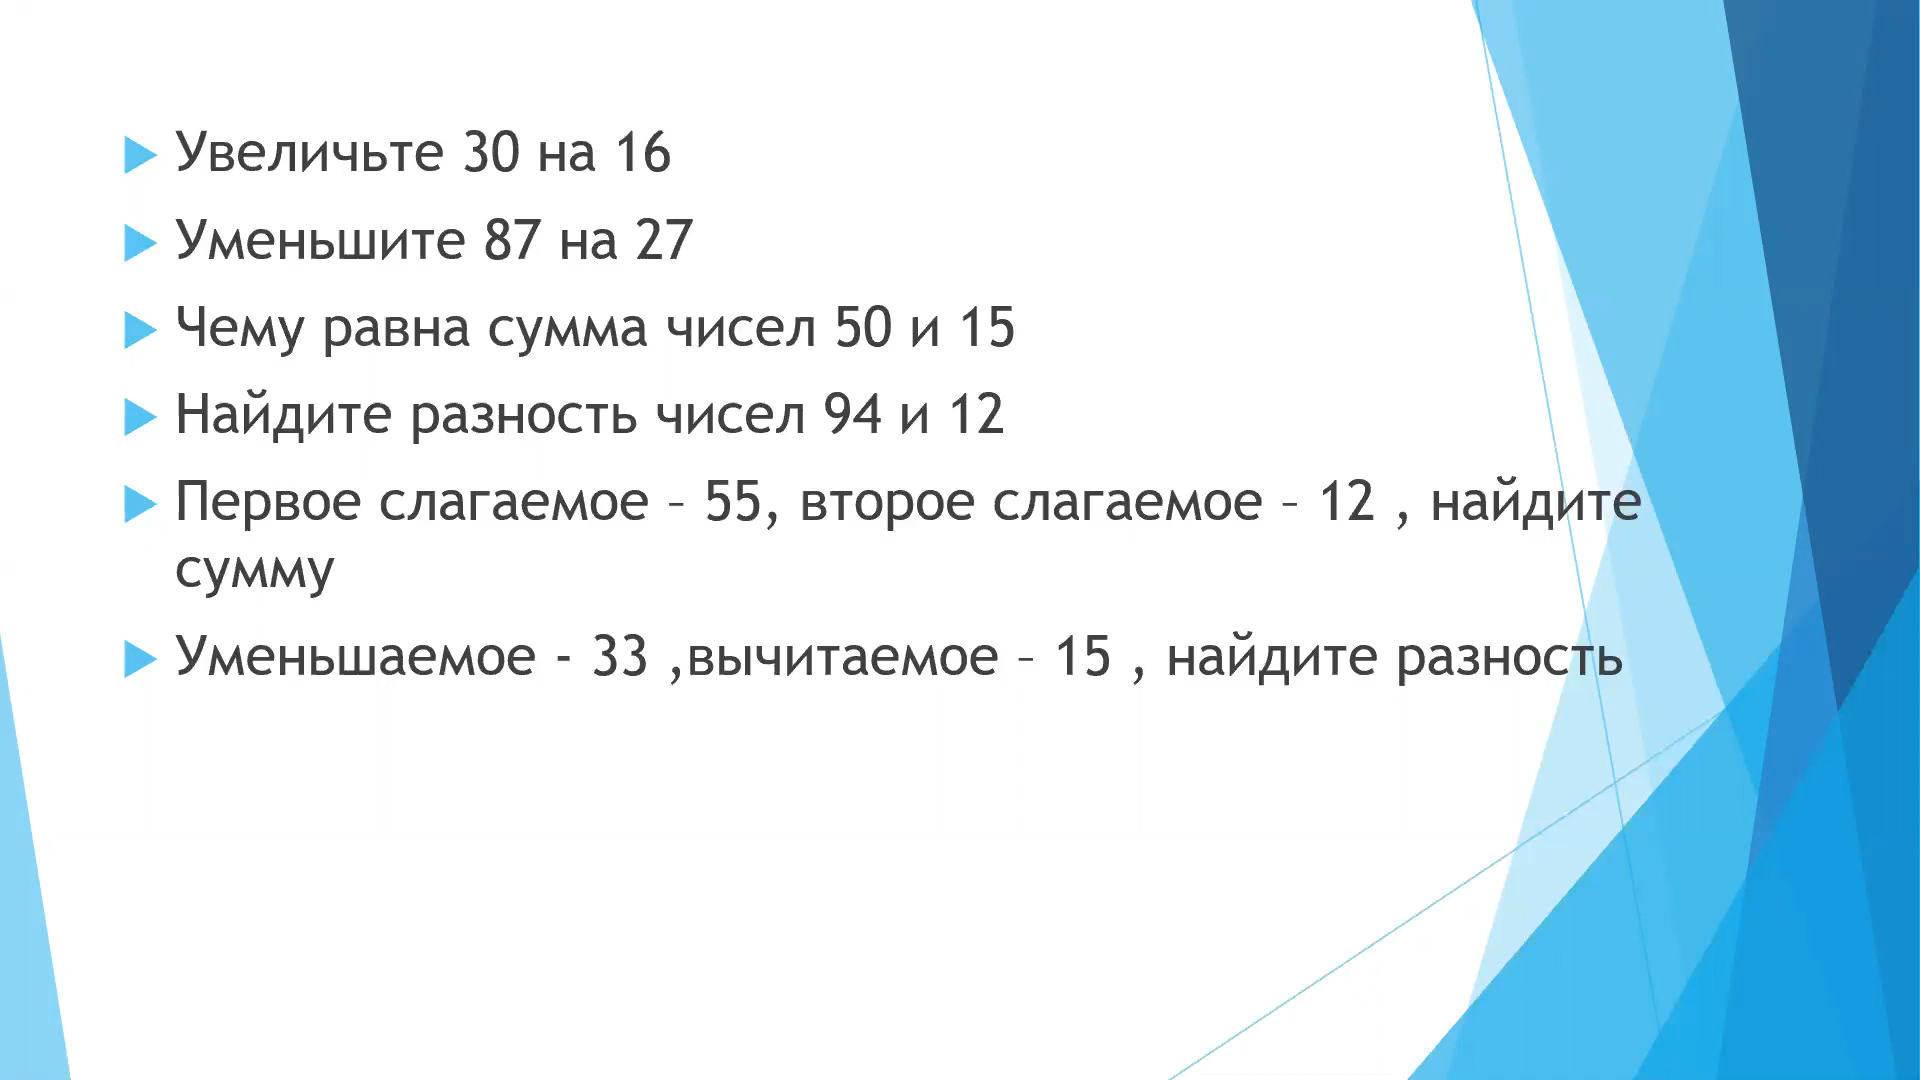 Увеличьте 30 на 16
Уменьшите 87 на 27
Чему равна сумма чисел 50 и 15
Найдите разность чисел 94 и 12
Первое слагаемое – 55, второе слагаемое – 12 , найдите
сумму
Уменьшаемое - 33 ,вычитаемое – 15 , найдите разность